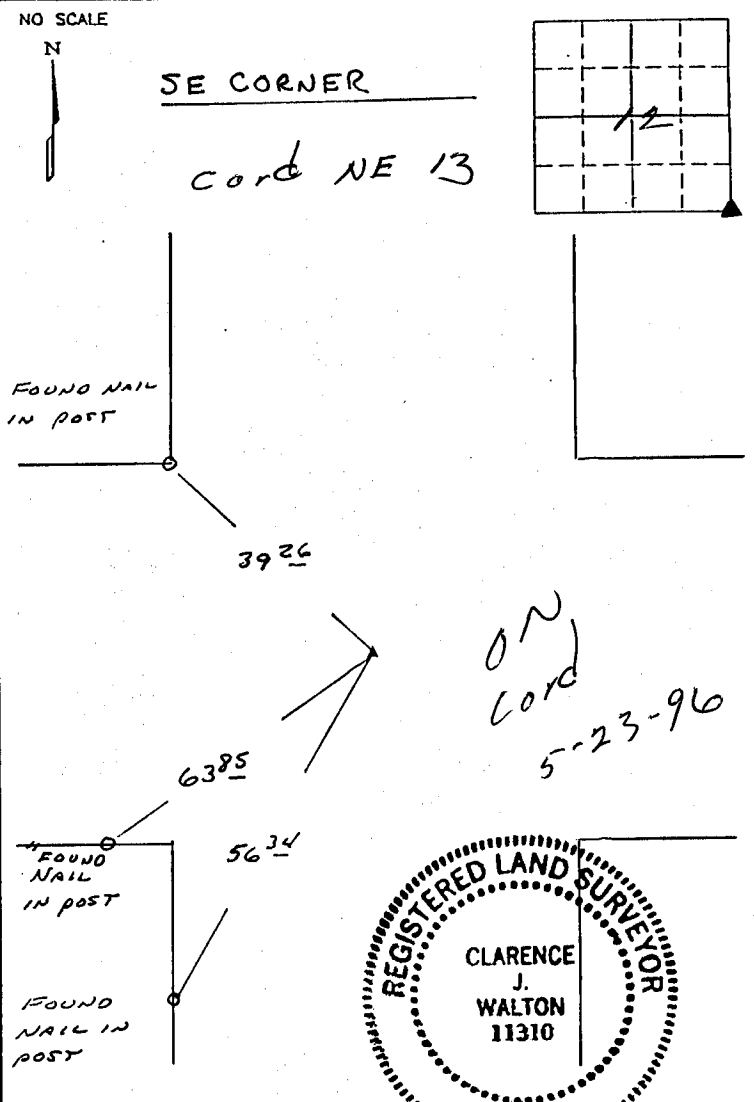 NO SCALE
N
SE CORNER
Cord NE 13
12
FOUND NAIL
IN POST
39 26
ON
Cord
5-23-96
63 85
56 34
FOUND
NAIL
IN POST
FOUND
NAIL IN
POST
REGISTERED LAND SURVEYOR
CLARENCE
J.
WALTON
11310